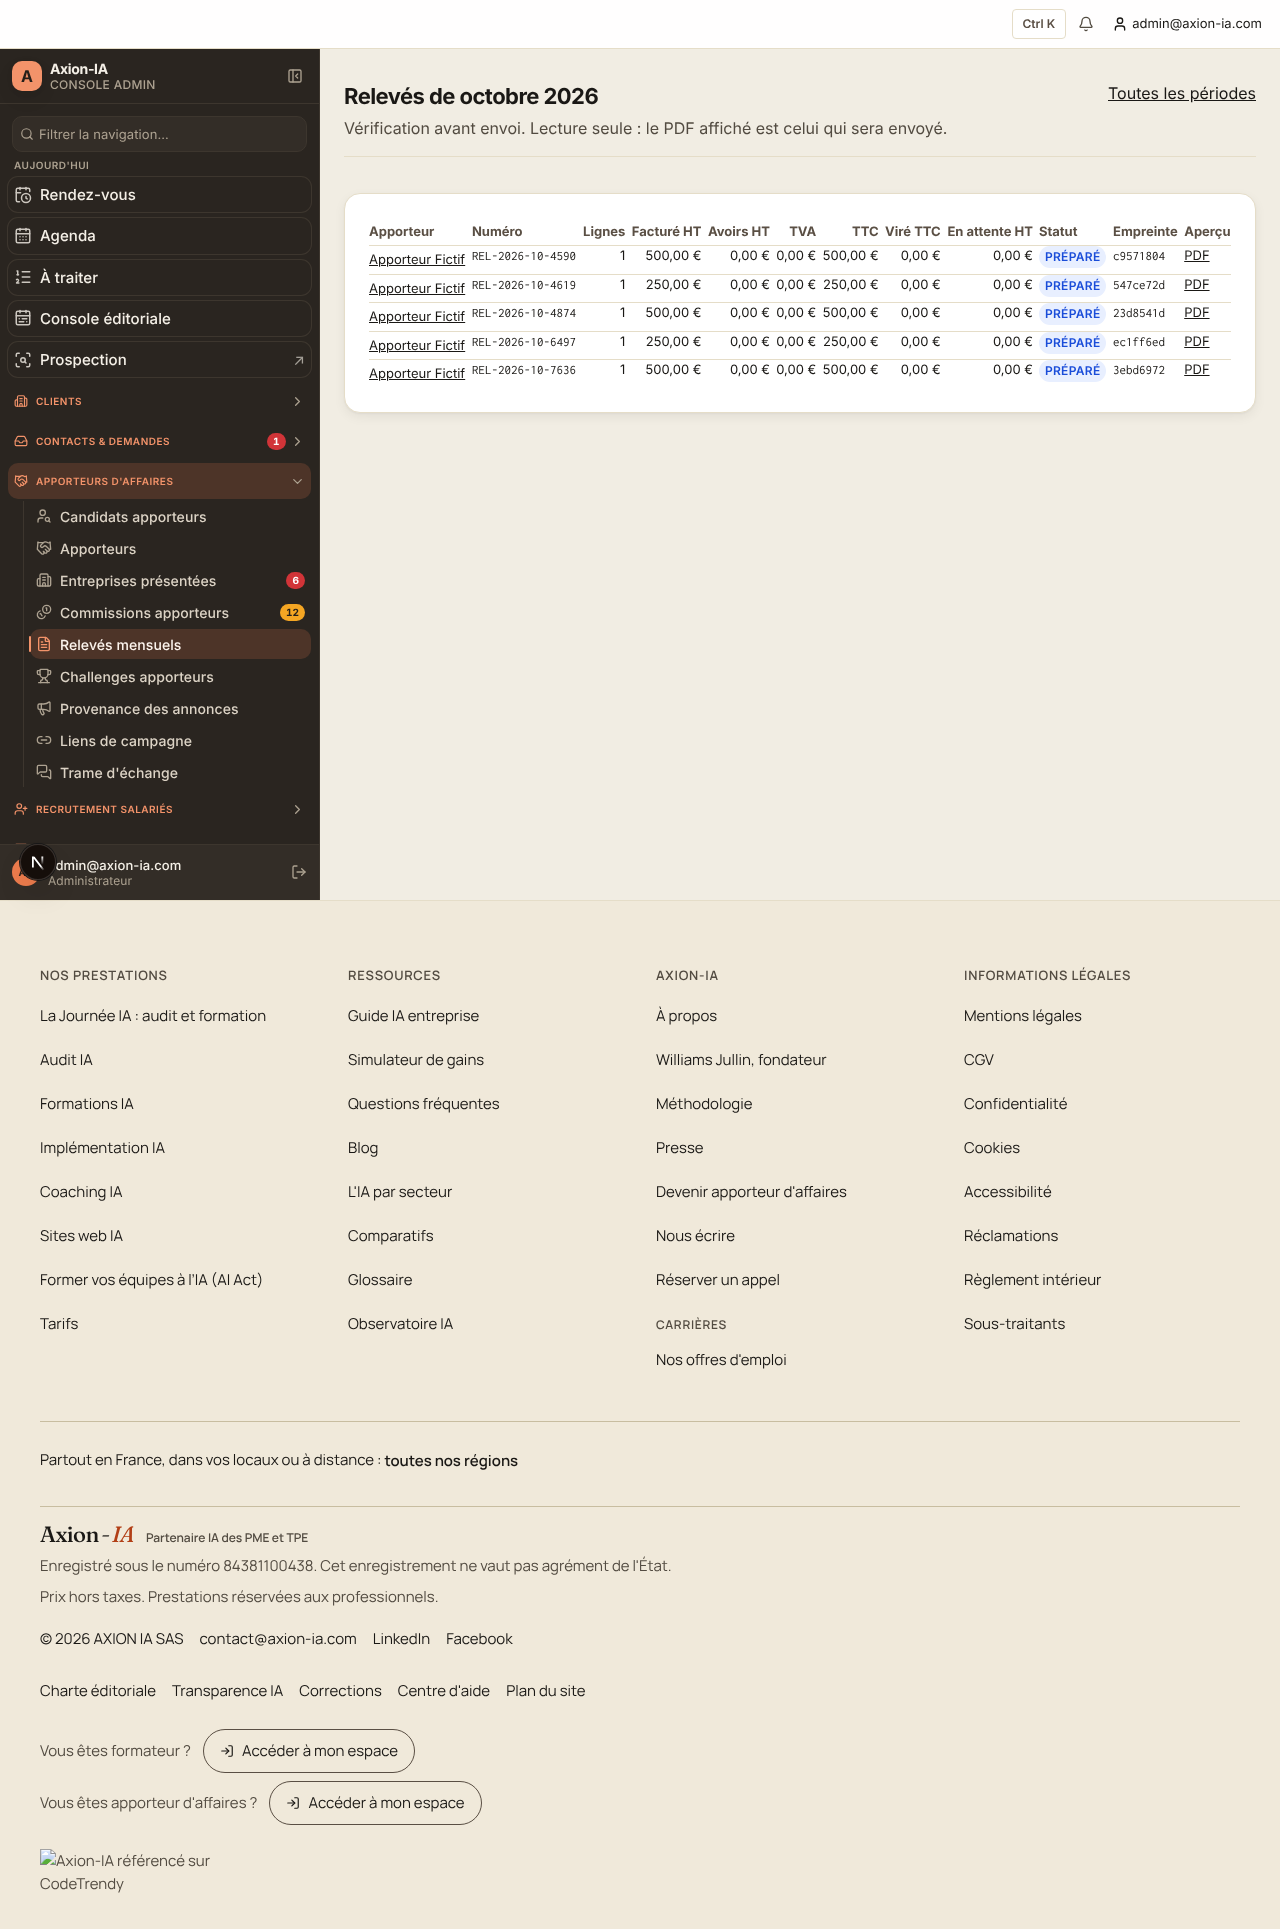 Ctrl K
admin@axion-ia.com
A
Axion-IA
CONSOLE ADMIN
Filtrer la navigation...
AUJOURD'HUI
Rendez-vous
Agenda
À traiter
Console éditoriale
Prospection
CLIENTS
CONTACTS & DEMANDES 1
APPORTEURS D'AFFAIRES
Candidats apporteurs
Apporteurs
Entreprises présentées 6
Commissions apporteurs 12
Relevés mensuels
Challenges apporteurs
Provenance des annonces
Liens de campagne
Trame d'échange
RECRUTEMENT SALARIÉS
N
dmin@axion-ia.com
Administrateur
Relevés de octobre 2026
Toutes les périodes
Vérification avant envoi. Lecture seule : le PDF affiché est celui qui sera envoyé.
Apporteur Numéro Lignes Facturé HT Avoirs HT TVA TTC Viré TTC En attente HT Statut Empreinte Aperçu
Apporteur Fictif REL-2026-10-4590 1 500,00 € 0,00 € 0,00 € 500,00 € 0,00 € 0,00 € PRÉPARÉ c9571804 PDF
Apporteur Fictif REL-2026-10-4619 1 250,00 € 0,00 € 0,00 € 250,00 € 0,00 € 0,00 € PRÉPARÉ 547ce72d PDF
Apporteur Fictif REL-2026-10-4874 1 500,00 € 0,00 € 0,00 € 500,00 € 0,00 € 0,00 € PRÉPARÉ 23d8541d PDF
Apporteur Fictif REL-2026-10-6497 1 250,00 € 0,00 € 0,00 € 250,00 € 0,00 € 0,00 € PRÉPARÉ ec1ff6ed PDF
Apporteur Fictif REL-2026-10-7636 1 500,00 € 0,00 € 0,00 € 500,00 € 0,00 € 0,00 € PRÉPARÉ 3ebd6972 PDF
NOS PRESTATIONS
La Journée IA : audit et formation
Audit IA
Formations IA
Implémentation IA
Coaching IA
Sites web IA
Former vos équipes à l'IA (AI Act)
Tarifs
RESSOURCES
Guide IA entreprise
Simulateur de gains
Questions fréquentes
Blog
L'IA par secteur
Comparatifs
Glossaire
Observatoire IA
AXION-IA
À propos
Williams Jullin, fondateur
Méthodologie
Presse
Devenir apporteur d'affaires
Nous écrire
Réserver un appel
CARRIÈRES
Nos offres d'emploi
INFORMATIONS LÉGALES
Mentions légales
CGV
Confidentialité
Cookies
Accessibilité
Réclamations
Règlement intérieur
Sous-traitants
Partout en France, dans vos locaux ou à distance : toutes nos régions
Axion-IA Partenaire IA des PME et TPE
Enregistré sous le numéro 84381100438. Cet enregistrement ne vaut pas agrément de l'État.
Prix hors taxes. Prestations réservées aux professionnels.
© 2026 AXION IA SAS contact@axion-ia.com LinkedIn Facebook
Charte éditoriale Transparence IA Corrections Centre d'aide Plan du site
Vous êtes formateur ? Accéder à mon espace
Vous êtes apporteur d'affaires ? Accéder à mon espace
Axion-IA référencé sur
CodeTrendy